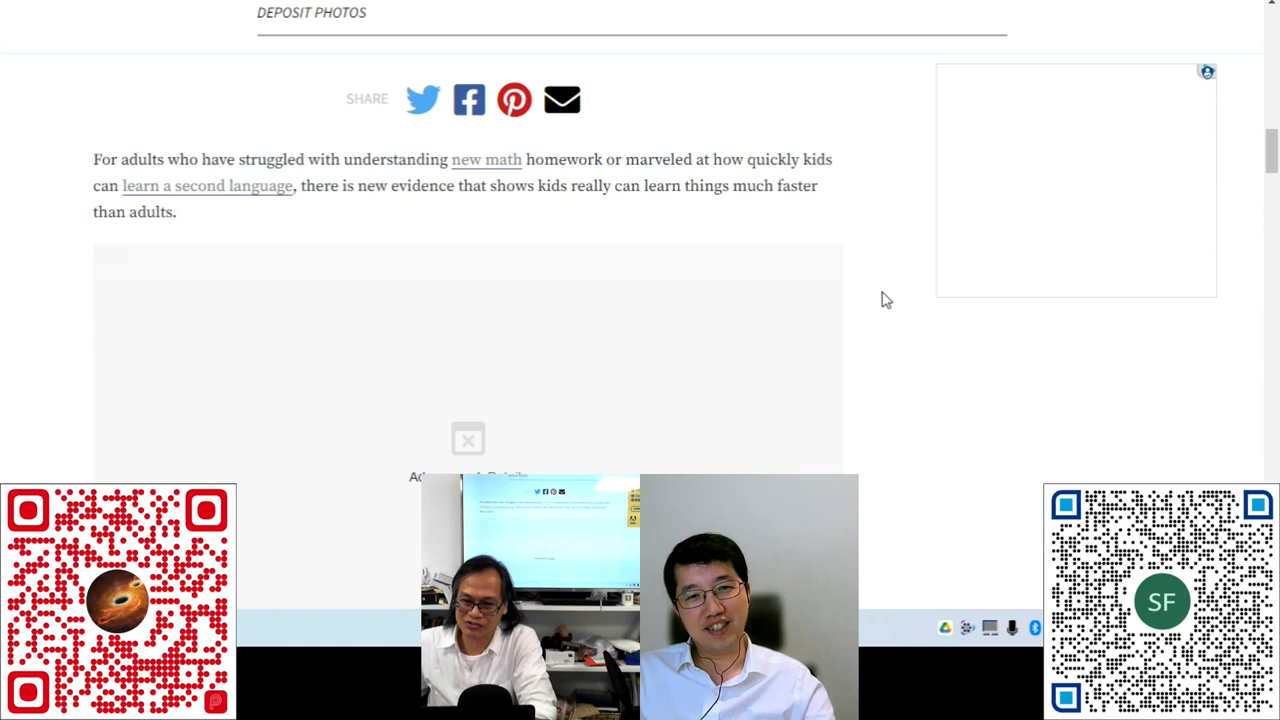 DEPOSIT PHOTOS
SHARE
For adults who have struggled with understanding new math homework or marveled at how quickly kids
can learn a second language, there is new evidence that shows kids really can learn things much faster
than adults.
SF